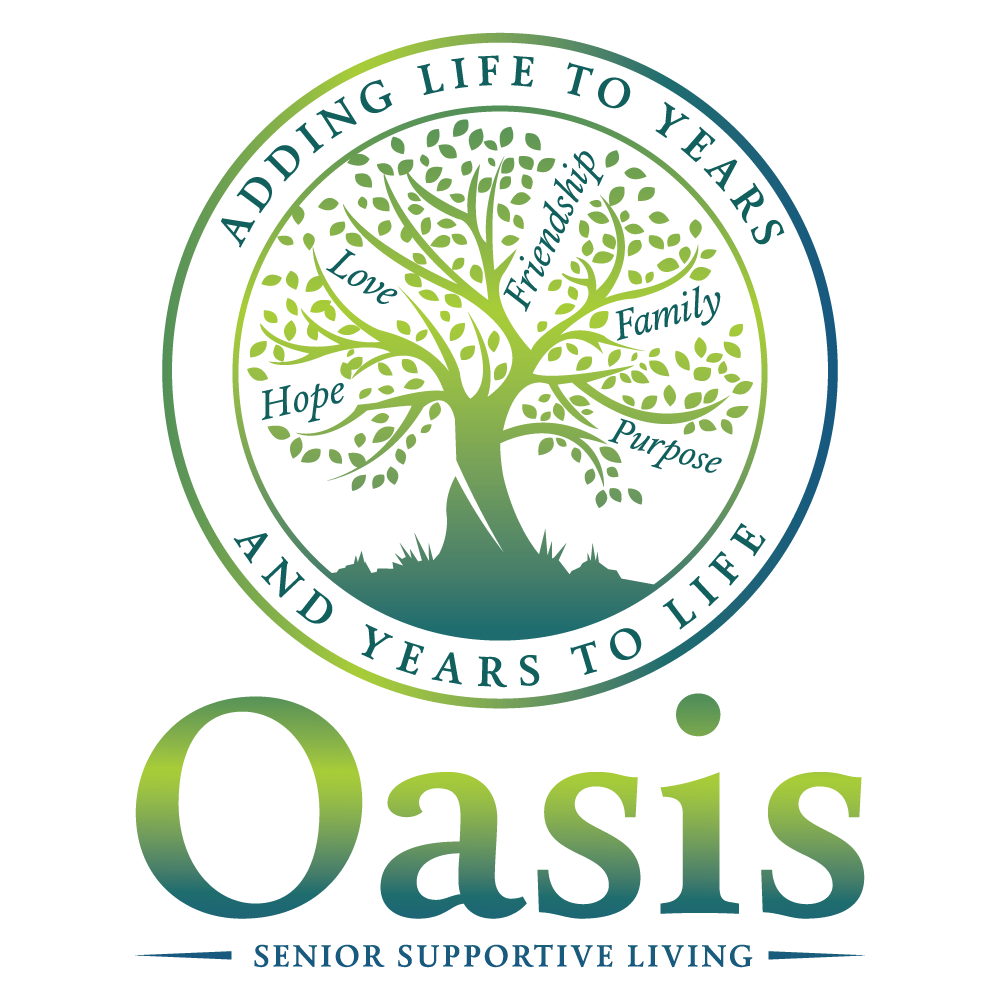 ADDING LIFE TO YEARS
Love
Friendship
Family
Hope
Purpose
AND YEARS TO LIFE
Oasis
SENIOR SUPPORTIVE LIVING